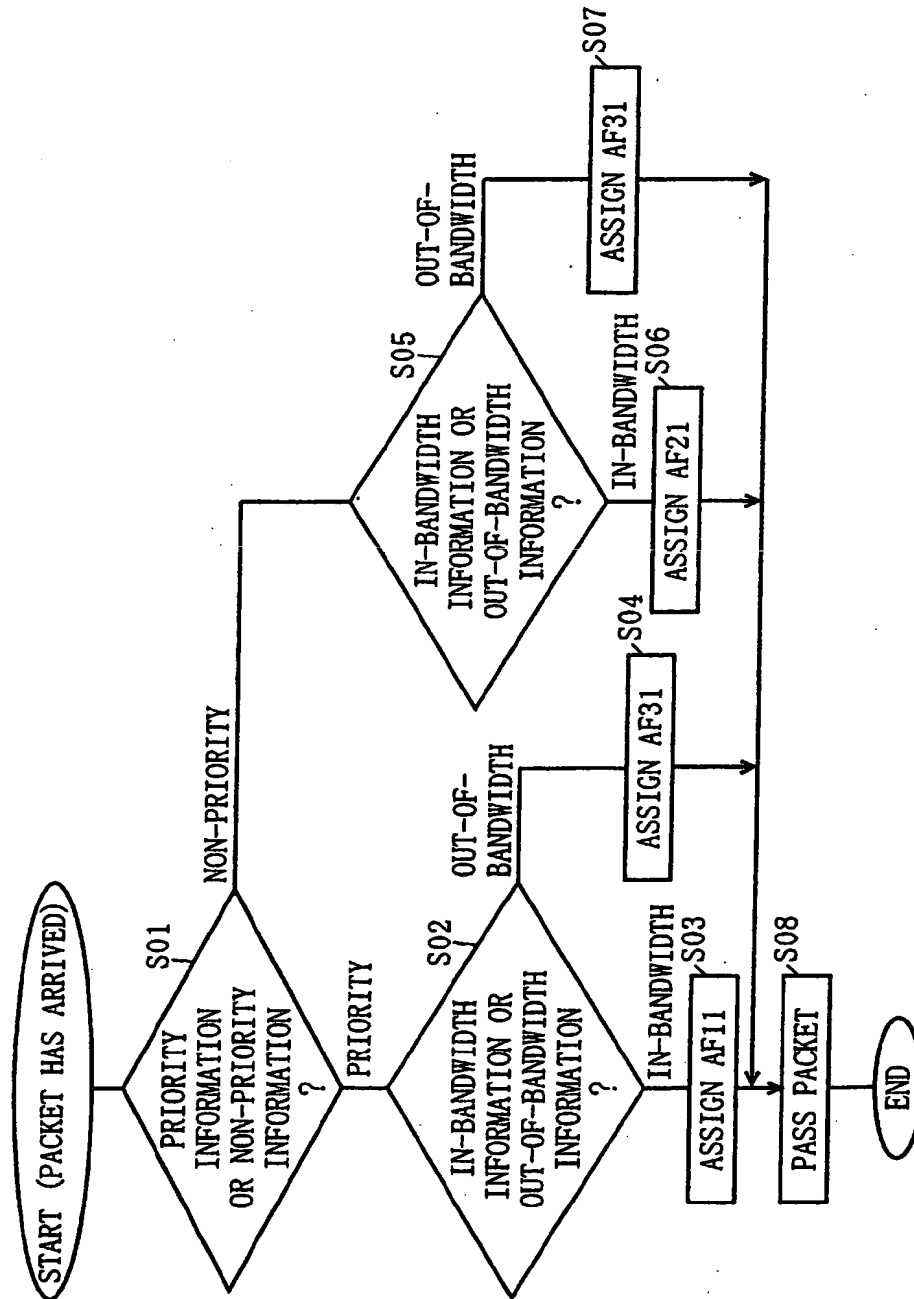 START (PACKET HAS ARRIVED)
S01
PRIORITY
INFORMATION
OR NON-PRIORITY
INFORMATION
?
NON-PRIORITY
PRIORITY
S02
IN-BANDWIDTH
INFORMATION OR
OUT-OF-BANDWIDTH
INFORMATION
?
OUT-OF-
BANDWIDTH
IN-BANDWIDTH
S03
ASSIGN AF11
S04
ASSIGN AF31
S05
IN-BANDWIDTH
INFORMATION OR
OUT-OF-BANDWIDTH
INFORMATION
?
OUT-OF-
BANDWIDTH
IN-BANDWIDTH
S06
ASSIGN AF21
S07
ASSIGN AF31
S08
PASS PACKET
END